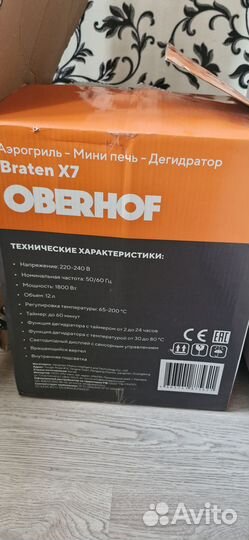 Аэрогриль - Мини печь - Дегидратор
Braten X7
OBERHOF
ТЕХНИЧЕСКИЕ ХАРАКТЕРИСТИКИ:
• Напряжение: 220-240 В
• Номинальная частота: 50/60 Гц
• Мощность: 1800 Вт
• Объем: 12 л
• Регулировка температуры: 65-200 °C
• Таймер: до 60 минут
• Функция дегидратора с таймером от 2 до 24 часов
• Функция дегидратора с температурой от 30 до 80 °C
• Светодиодный дисплей с сенсорным управлением
• Вращающийся вертел
• Внутренняя подсветка
CE EAC
Avito